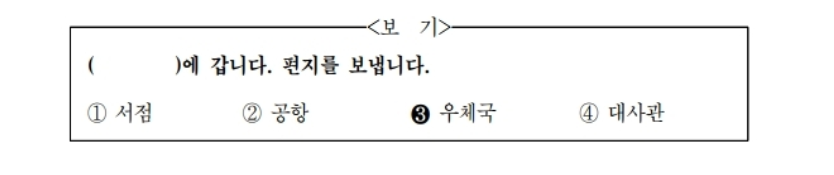 <보 기>
( )에 갑니다. 편지를 보냅니다.
① 서점 ② 공항 ❸ 우체국 ④ 대사관